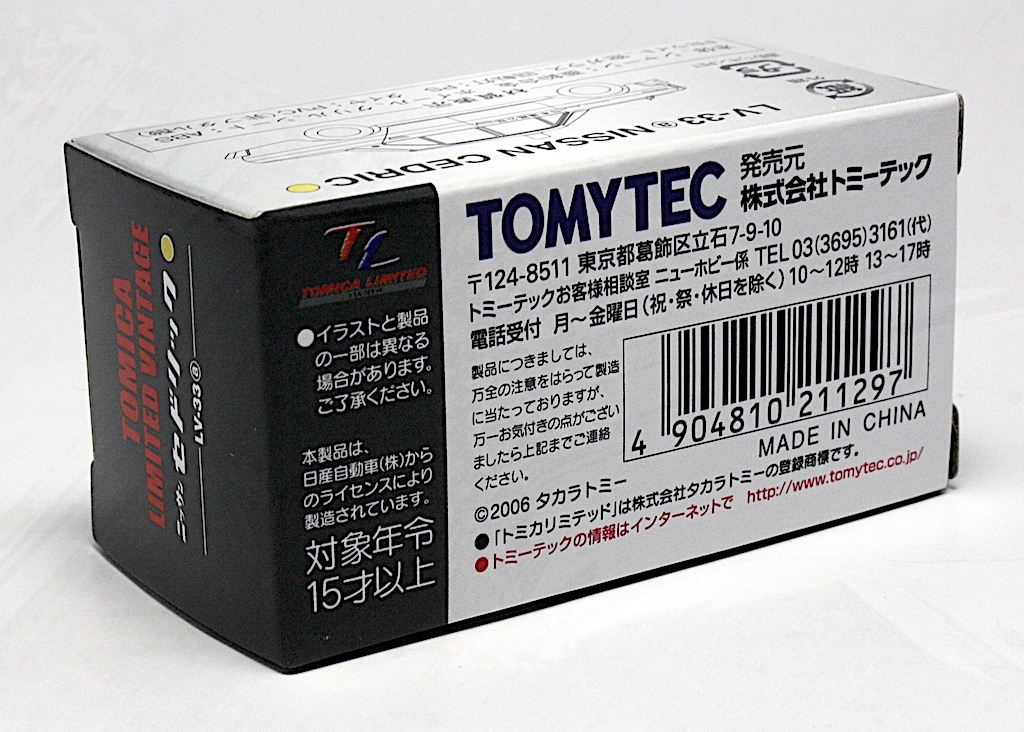 LV-33ⓐ NISSAN CEDRIC
TOMICA
LIMITED VINTAGE
ニッサン セドリック
LV-33ⓐ
TL
TOMICA LIMITED
●イラストと製品
の一部は異なる
場合があります。
ご了承ください。
本製品は、
日産自動車(株)から
のライセンスにより
製造されています。
対象年令
15才以上
TOMYTEC
発売元
株式会社トミーテック
〒124-8511 東京都葛飾区立石7-9-10
トミーテックお客様相談室 ニューホビー係 TEL 03(3695)3161(代)
電話受付 月〜金曜日(祝・祭・休日を除く) 10〜12時 13〜17時
製品につきましては、
万全の注意をはらって製造
に当たっておりますが、
万一お気付きの点がござい
ましたら上記までご連絡
ください。
4 904810 211297
MADE IN CHINA
©2006 タカラトミー
●「トミカリミテッド」は株式会社タカラトミーの登録商標です。
●トミーテックの情報はインターネットで http://www.tomytec.co.jp/